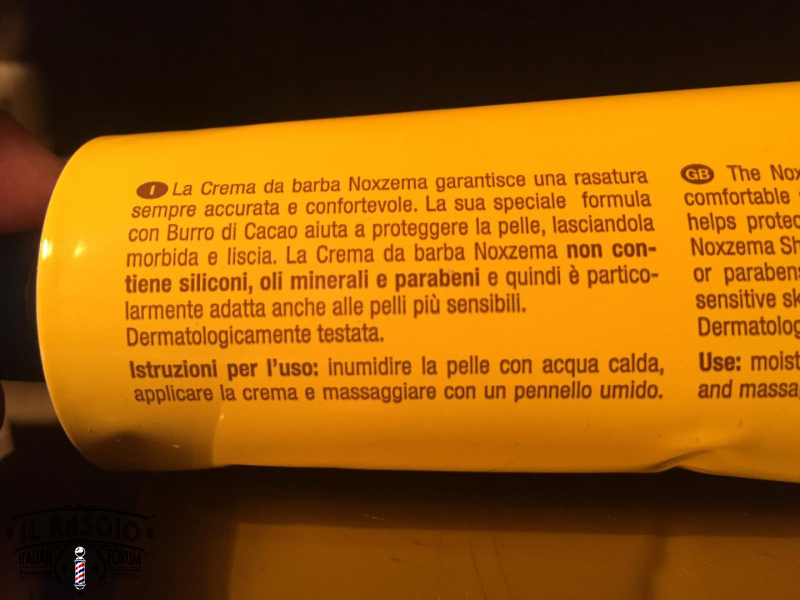 I La Crema da barba Noxzema garantisce una rasatura
sempre accurata e confortevole. La sua speciale formula
con Burro di Cacao aiuta a proteggere la pelle, lasciandola
morbida e liscia. La Crema da barba Noxzema non con-
tiene siliconi, oli minerali e parabeni e quindi è partico-
larmente adatta anche alle pelli più sensibili.
Dermatologicamente testata.
Istruzioni per l'uso: inumidire la pelle con acqua calda,
applicare la crema e massaggiare con un pennello umido.
GB The Nox
comfortable
helps protec
Noxzema Sh
or paraben
sensitive sk
Dermatolog
Use: moist
and massa
IL RASOIO
ITALIAN FORUM